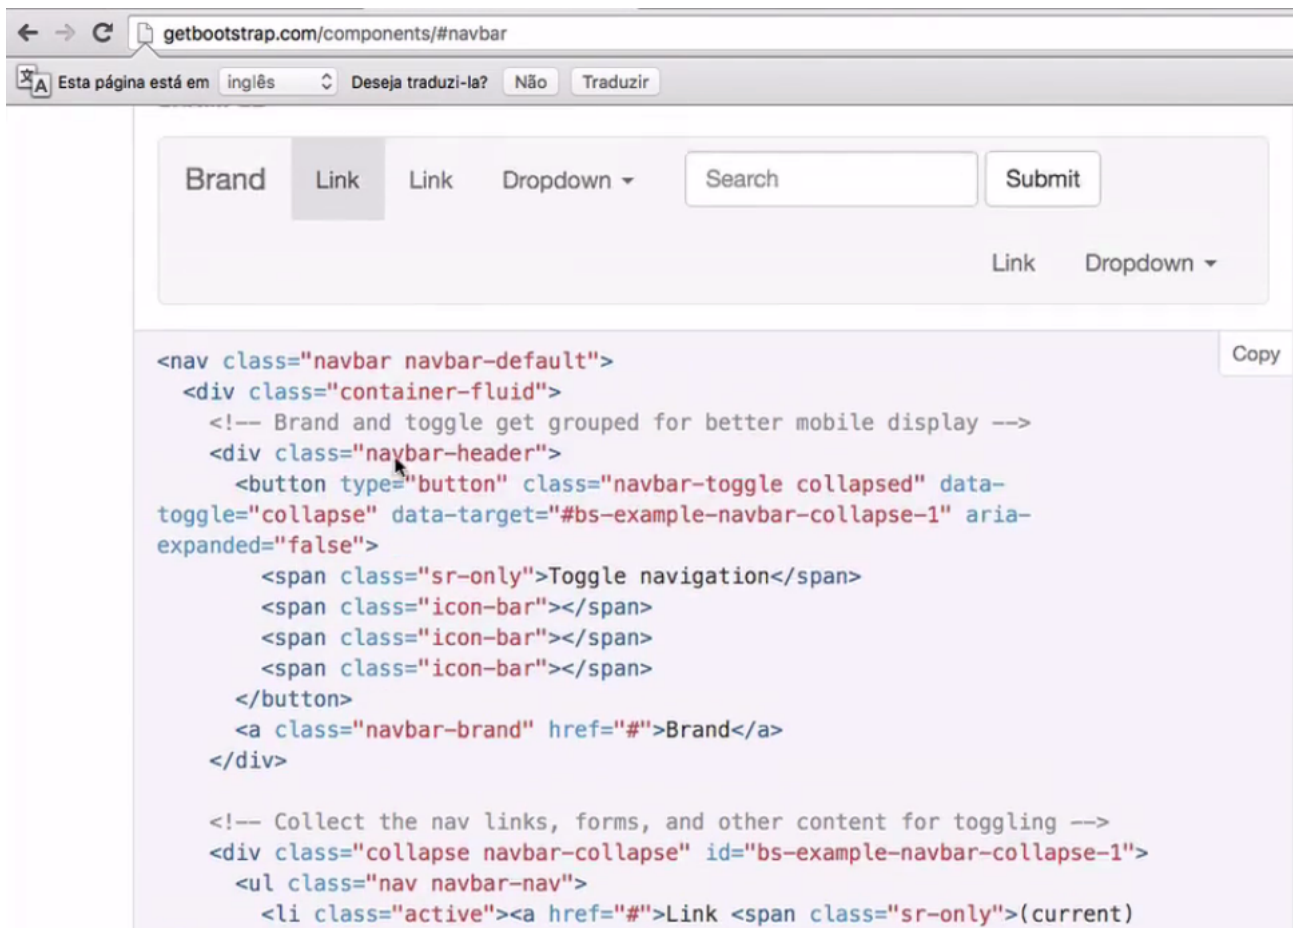 getbootstrap.com/components/#navbar
Esta página está em inglês Deseja traduzi-la? Não Traduzir
Brand Link Link Dropdown Search Submit
Link Dropdown
Copy
<nav class="navbar navbar-default">
<div class="container-fluid">
<!-- Brand and toggle get grouped for better mobile display -->
<div class="navbar-header">
<button type="button" class="navbar-toggle collapsed" data-
toggle="collapse" data-target="#bs-example-navbar-collapse-1" aria-
expanded="false">
<span class="sr-only">Toggle navigation</span>
<span class="icon-bar"></span>
<span class="icon-bar"></span>
<span class="icon-bar"></span>
</button>
<a class="navbar-brand" href="#">Brand</a>
</div>
<!-- Collect the nav links, forms, and other content for toggling -->
<div class="collapse navbar-collapse" id="bs-example-navbar-collapse-1">
<ul class="nav navbar-nav">
<li class="active"><a href="#">Link <span class="sr-only">(current)